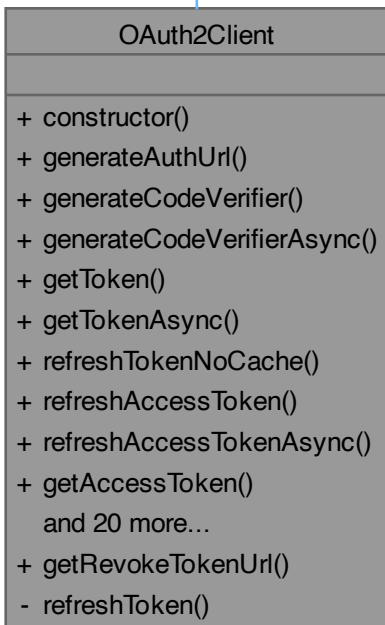 OAuth2Client
+ constructor()
+ generateAuthUrl()
+ generateCodeVerifier()
+ generateCodeVerifierAsync()
+ getToken()
+ getTokenAsync()
+ refreshTokenNoCache()
+ refreshAccessToken()
+ refreshAccessTokenAsync()
+ getAccessToken()
and 20 more...
+ getRevokeTokenUrl()
- refreshToken()